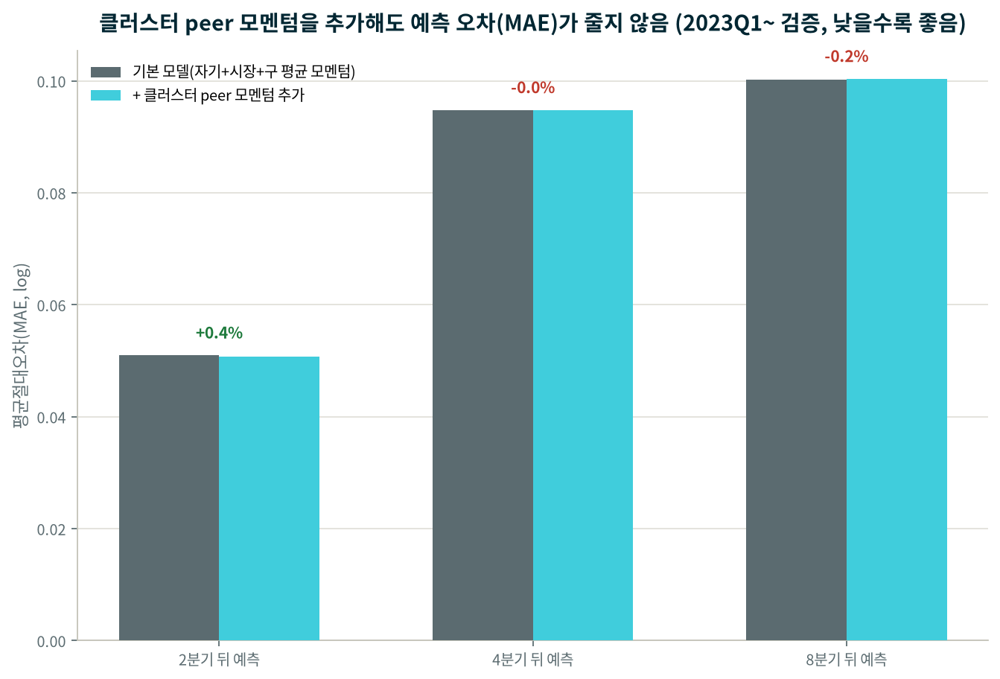 클러스터 peer 모멘텀을 추가해도 예측 오차(MAE)가 줄지 않음 (2023Q1~ 검증, 낮을수록 좋음)
기본 모델(자기+시장+구 평균 모멘텀)
+ 클러스터 peer 모멘텀 추가
+0.4%
-0.0%
-0.2%
평균절대오차(MAE, log)
0.10
0.08
0.06
0.04
0.02
0.00
2분기 뒤 예측
4분기 뒤 예측
8분기 뒤 예측